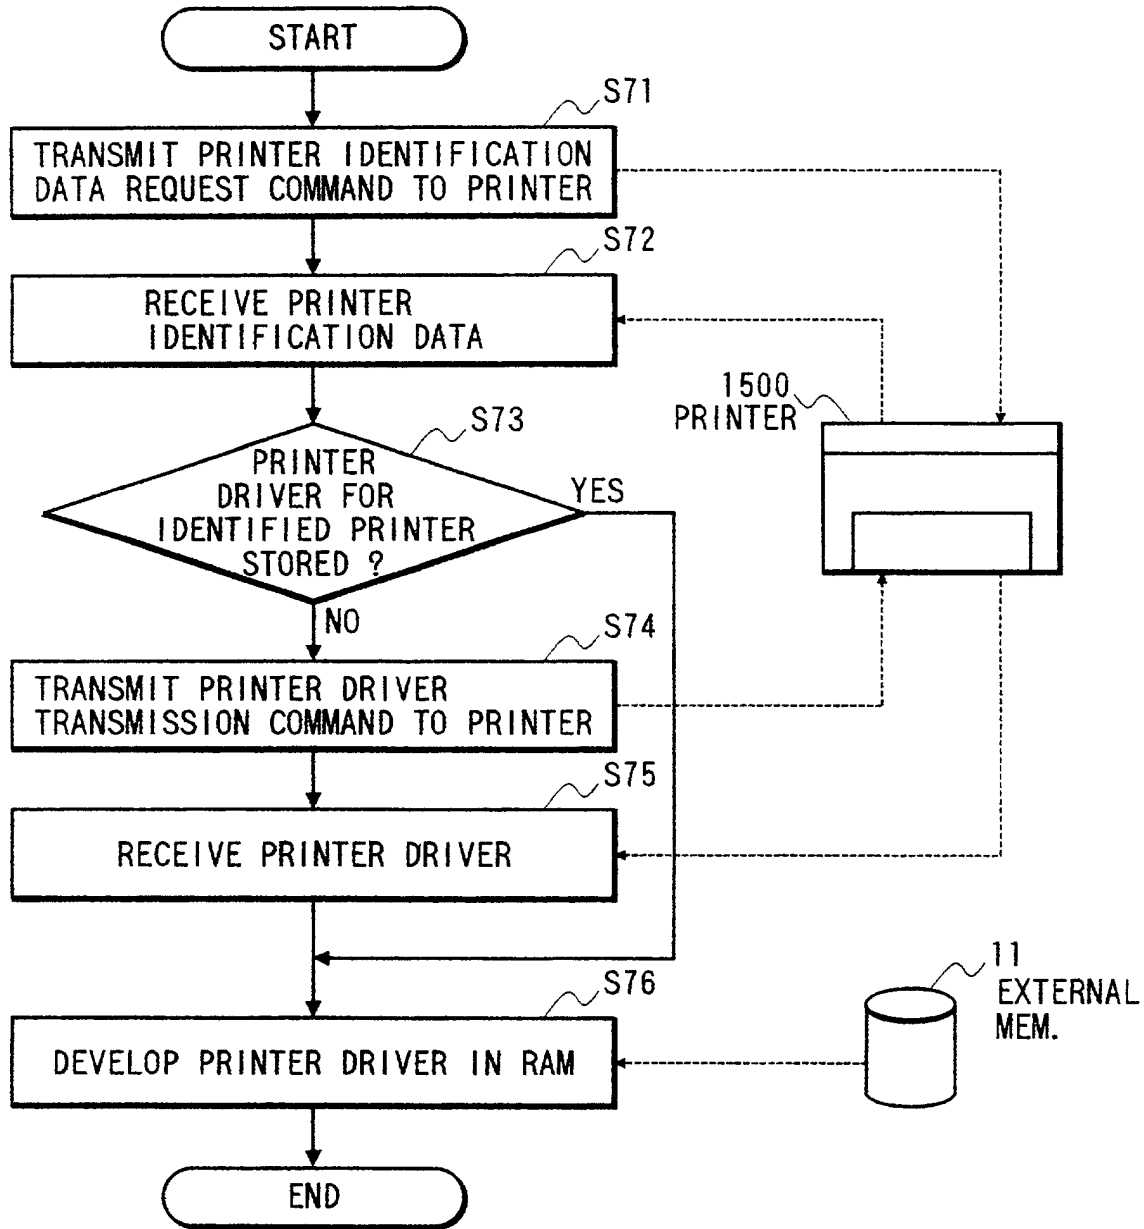 START
S71
TRANSMIT PRINTER IDENTIFICATION
DATA REQUEST COMMAND TO PRINTER
S72
RECEIVE PRINTER
IDENTIFICATION DATA
1500
PRINTER
S73
PRINTER
DRIVER FOR
IDENTIFIED PRINTER
STORED ?
YES
NO
S74
TRANSMIT PRINTER DRIVER
TRANSMISSION COMMAND TO PRINTER
S75
RECEIVE PRINTER DRIVER
11
EXTERNAL
MEM.
S76
DEVELOP PRINTER DRIVER IN RAM
END